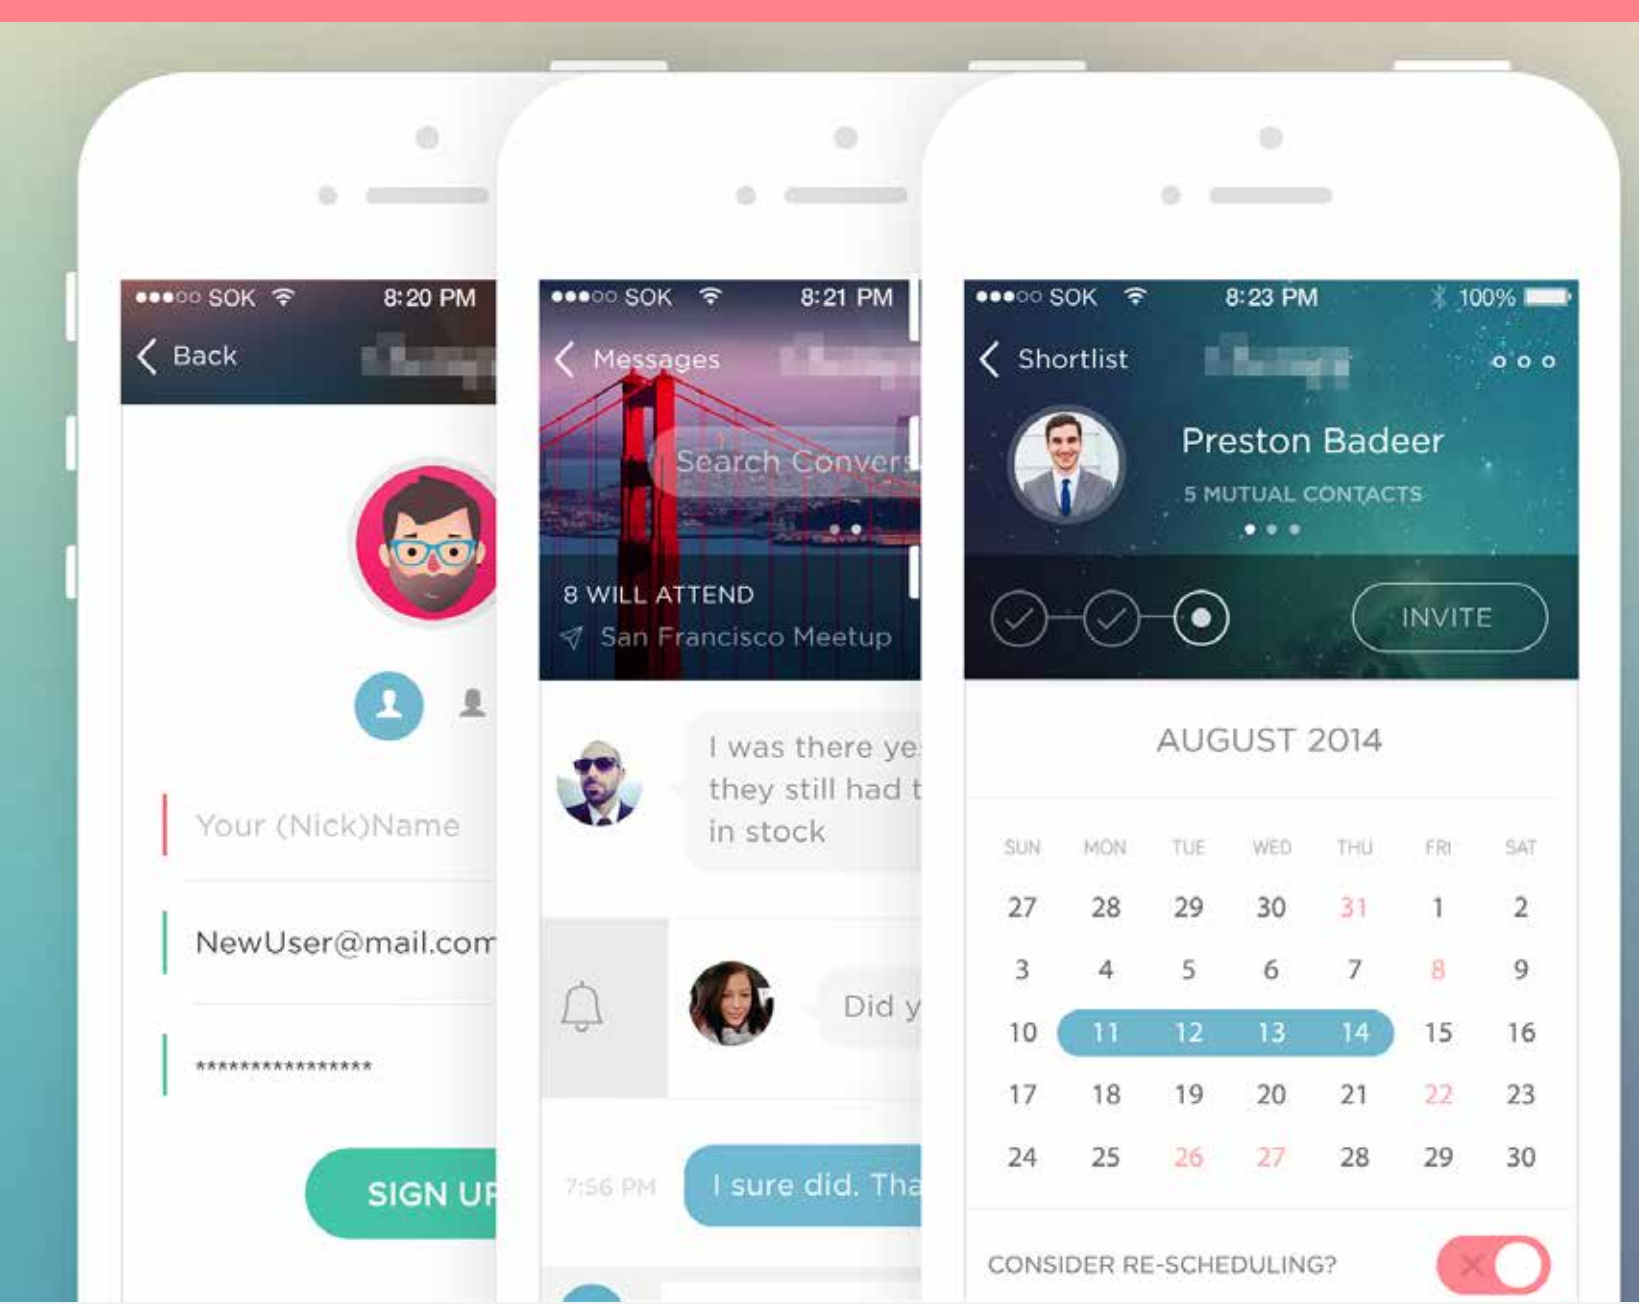 ●●●○○ SOK 8:20 PM
Back
Your (Nick)Name
NewUser@mail.com
****************
SIGN UP
●●●○○ SOK 8:21 PM
Messages
Search Convers
8 WILL ATTEND
San Francisco Meetup
I was there ye
they still had t
in stock
Did y
7:56 PM
I sure did. Tha
●●●○○ SOK 8:23 PM 100%
Shortlist
Preston Badeer
5 MUTUAL CONTACTS
INVITE
AUGUST 2014
SUN MON TUE WED THU FRI SAT
27 28 29 30 31 1 2
3 4 5 6 7 8 9
10 11 12 13 14 15 16
17 18 19 20 21 22 23
24 25 26 27 28 29 30
CONSIDER RE-SCHEDULING?